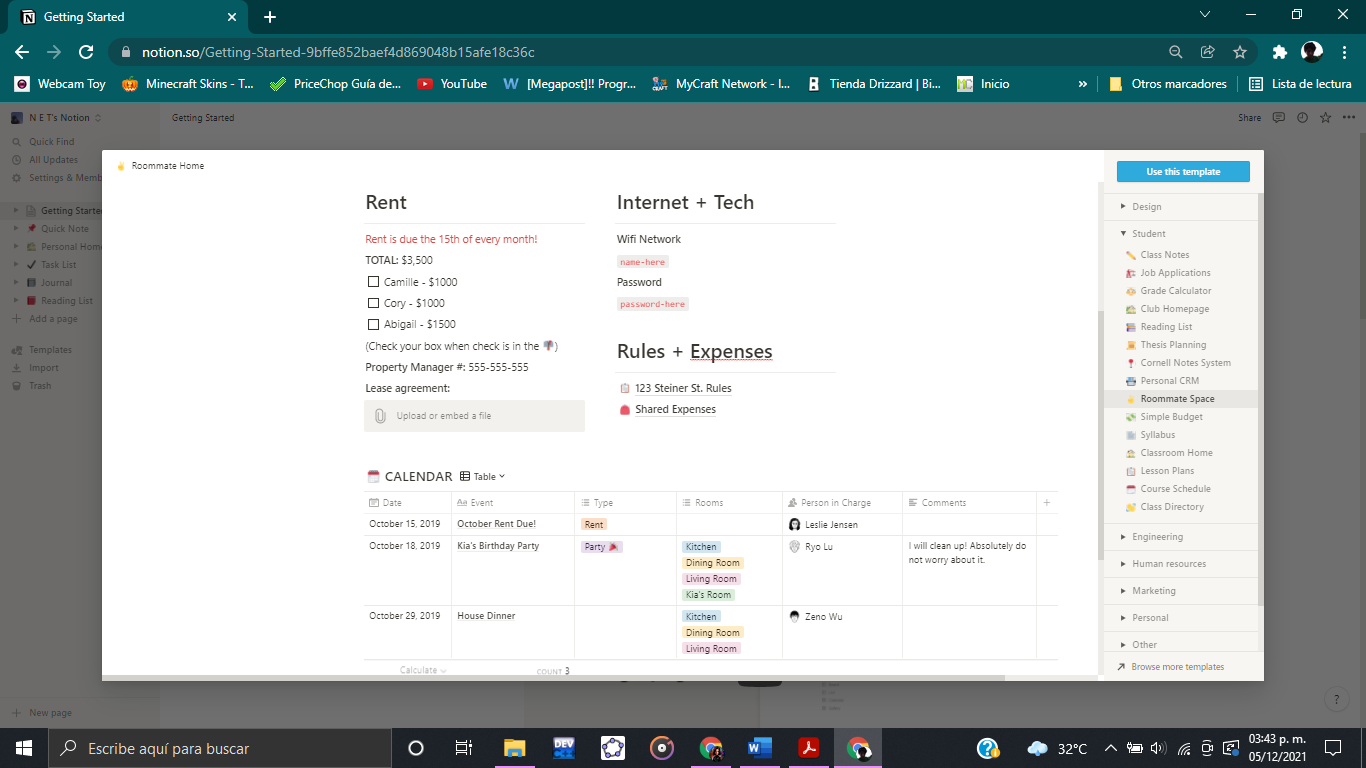 Getting Started
notion.so/Getting-Started-9bffe852baef4d869048b15afe18c36c
Webcam Toy
Minecraft Skins - T...
PriceChop Guía de...
YouTube
[Megapost]!! Progr...
MyCraft Network - I...
Tienda Drizzard | Bi...
Inicio
»
Otros marcadores
Lista de lectura
N E T's Notion
Getting Started
Share
Quick Find
All Updates
Settings & Memb
Getting Started
Quick Note
Personal Home
Task List
Journal
Reading List
Add a page
Templates
Import
Trash
New page
Roommate Home
Rent
Rent is due the 15th of every month!
TOTAL: $3,500
Camille - $1000
Cory - $1000
Abigail - $1500
(Check your box when check is in the 📬)
Property Manager #: 555-555-555
Lease agreement:
Upload or embed a file
Internet + Tech
Wifi Network
name-here
Password
password-here
Rules + Expenses
123 Steiner St. Rules
Shared Expenses
CALENDAR Table
Date Event Type Rooms Person in Charge Comments +
October 15, 2019 October Rent Due! Rent Leslie Jensen
October 18, 2019 Kia's Birthday Party Party Kitchen Ryo Lu I will clean up! Absolutely do
Dining Room not worry about it.
Living Room
Kia's Room
October 29, 2019 House Dinner Kitchen Zeno Wu
Dining Room
Living Room
Calculate COUNT 3
Use this template
Design
Student
Class Notes
Job Applications
Grade Calculator
Club Homepage
Reading List
Thesis Planning
Cornell Notes System
Personal CRM
Roommate Space
Simple Budget
Syllabus
Classroom Home
Lesson Plans
Course Schedule
Class Directory
Engineering
Human resources
Marketing
Personal
Other
Browse more templates
?
Escribe aquí para buscar
DEV
32°C
03:43 p. m.
05/12/2021